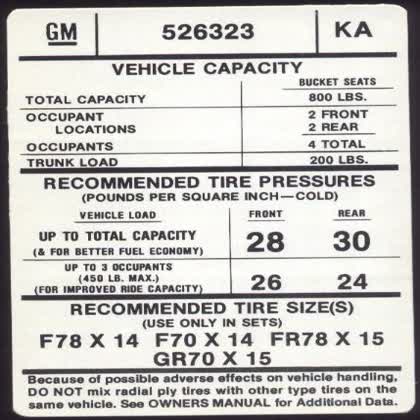 GM 526323 KA
VEHICLE CAPACITY
BUCKET SEATS
TOTAL CAPACITY 800 LBS.
OCCUPANT 2 FRONT
LOCATIONS 2 REAR
OCCUPANTS 4 TOTAL
TRUNK LOAD 200 LBS.
RECOMMENDED TIRE PRESSURES
(POUNDS PER SQUARE INCH—COLD)
VEHICLE LOAD FRONT REAR
UP TO TOTAL CAPACITY
(& FOR BETTER FUEL ECONOMY) 28 30
UP TO 3 OCCUPANTS
(450 LB. MAX.) 26 24
(FOR IMPROVED RIDE CAPACITY)
RECOMMENDED TIRE SIZE(S)
(USE ONLY IN SETS)
F78 X 14 F70 X 14 FR78 X 15
GR70 X 15
Because of possible adverse effects on vehicle handling,
DO NOT mix radial ply tires with other type tires on the
same vehicle. See OWNERS MANUAL for Additional Data.